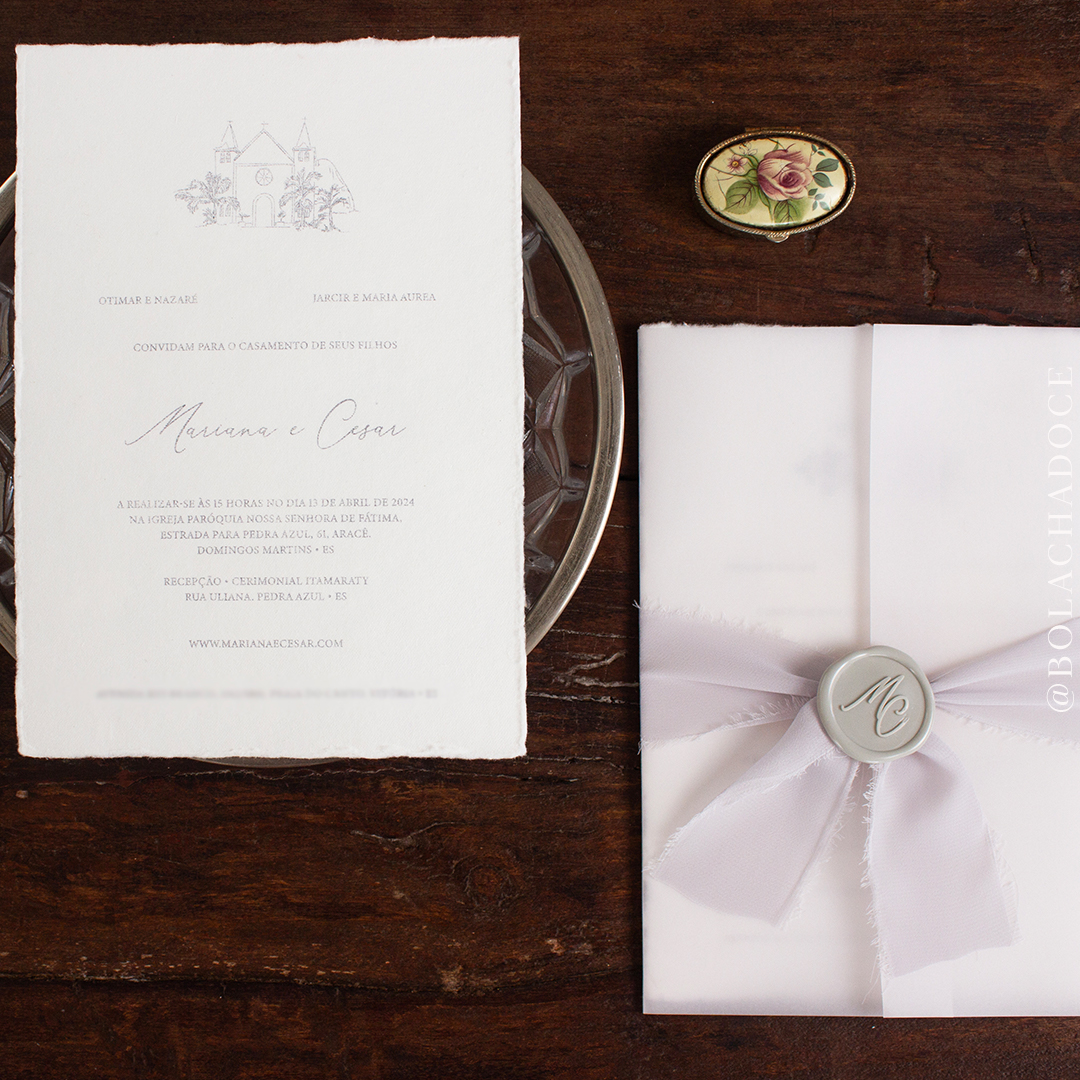 OTIMAR E NAZARÉ
JARCIR E MARIA AUREA
CONVIDAM PARA O CASAMENTO DE SEUS FILHOS
Mariana e Cesar
A REALIZAR-SE ÀS 15 HORAS NO DIA 13 DE ABRIL DE 2024
NA IGREJA PARÓQUIA NOSSA SENHORA DE FÁTIMA,
ESTRADA PARA PEDRA AZUL, 61, ARACÊ,
DOMINGOS MARTINS • ES
RECEPÇÃO • CERIMONIAL ITAMARATY
RUA ULIANA, PEDRA AZUL • ES
WWW.MARIANAECESAR.COM
MC
@BOLACHADOCE